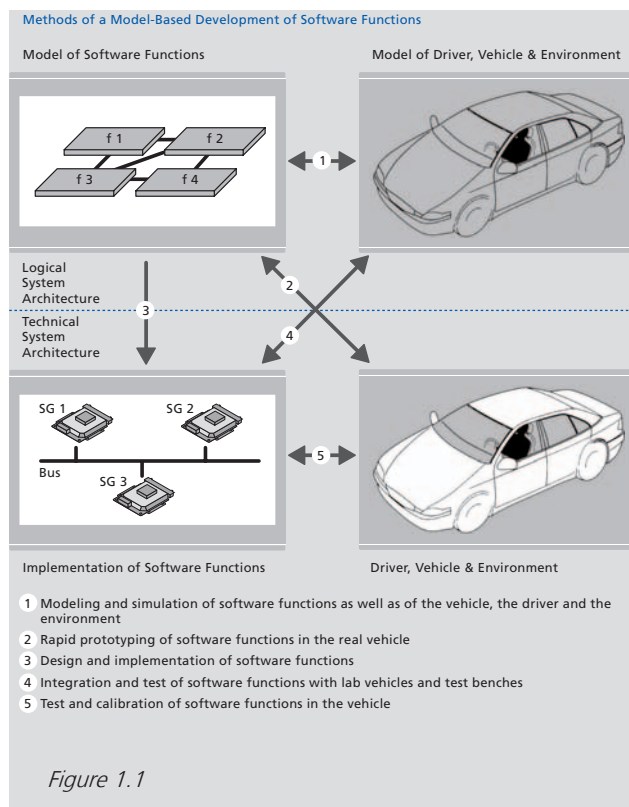 Methods of a Model-Based Development of Software Functions
Model of Software Functions
Model of Driver, Vehicle & Environment
f 1
f 2
f 3
f 4
1
Logical
System
Architecture
2
3
Technical
System
Architecture
4
SG 1
SG 2
Bus
SG 3
5
Implementation of Software Functions
Driver, Vehicle & Environment
1 Modeling and simulation of software functions as well as of the vehicle, the driver and the
environment
2 Rapid prototyping of software functions in the real vehicle
3 Design and implementation of software functions
4 Integration and test of software functions with lab vehicles and test benches
5 Test and calibration of software functions in the vehicle
Figure 1.1